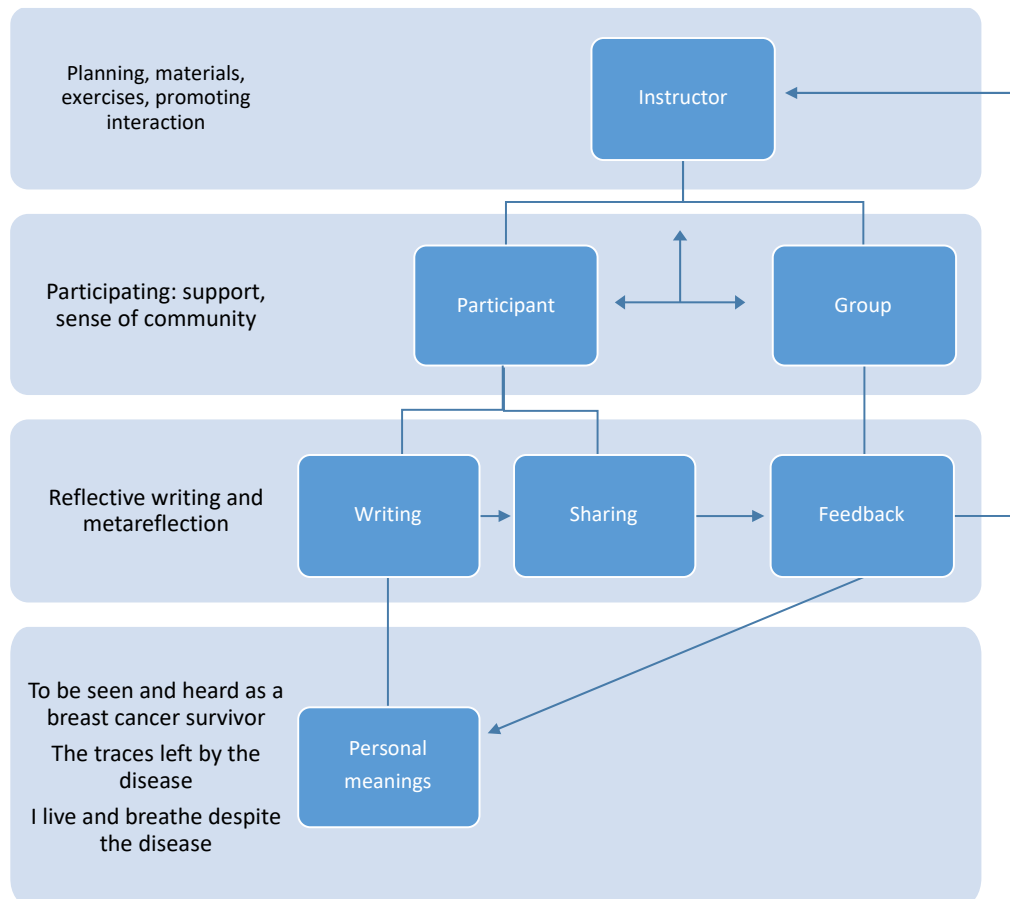 Planning, materials,
exercises, promoting
interaction
Instructor
Participating: support,
sense of community
Participant
Group
Reflective writing and
metareflection
Writing
Sharing
Feedback
To be seen and heard as a
breast cancer survivor
The traces left by the
disease
I live and breathe despite
the disease
Personal
meanings